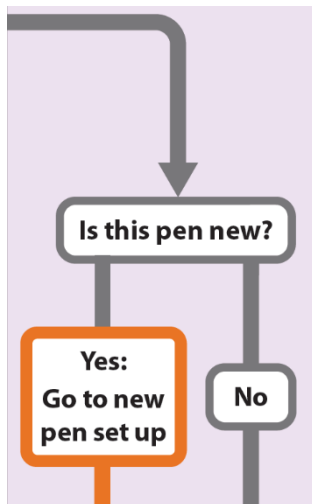 Is this pen new?
Yes:
Go to new
pen set up
No